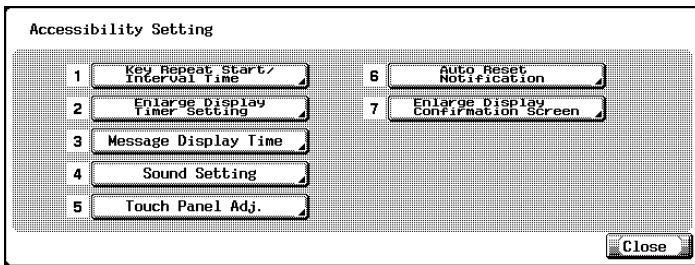 Accessibility Setting
1 Key Repeat Start/
Interval Time
2 Enlarge Display
Timer Setting
3 Message Display Time
4 Sound Setting
5 Touch Panel Adj.
6 Auto Reset
Notification
7 Enlarge Display
Confirmation Screen
Close